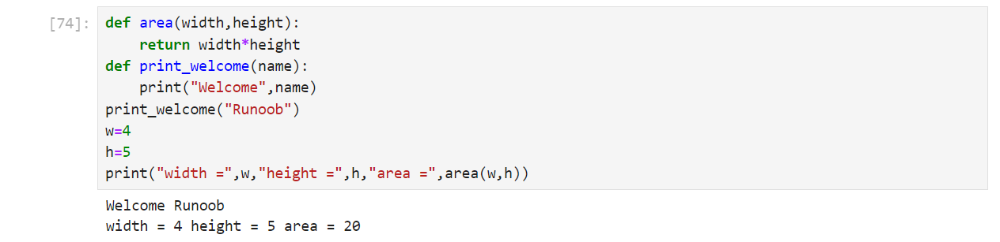 [74]:
def area(width,height):
    return width*height
def print_welcome(name):
    print("Welcome",name)
print_welcome("Runoob")
w=4
h=5
print("width =",w,"height =",h,"area =",area(w,h))
Welcome Runoob
width = 4 height = 5 area = 20